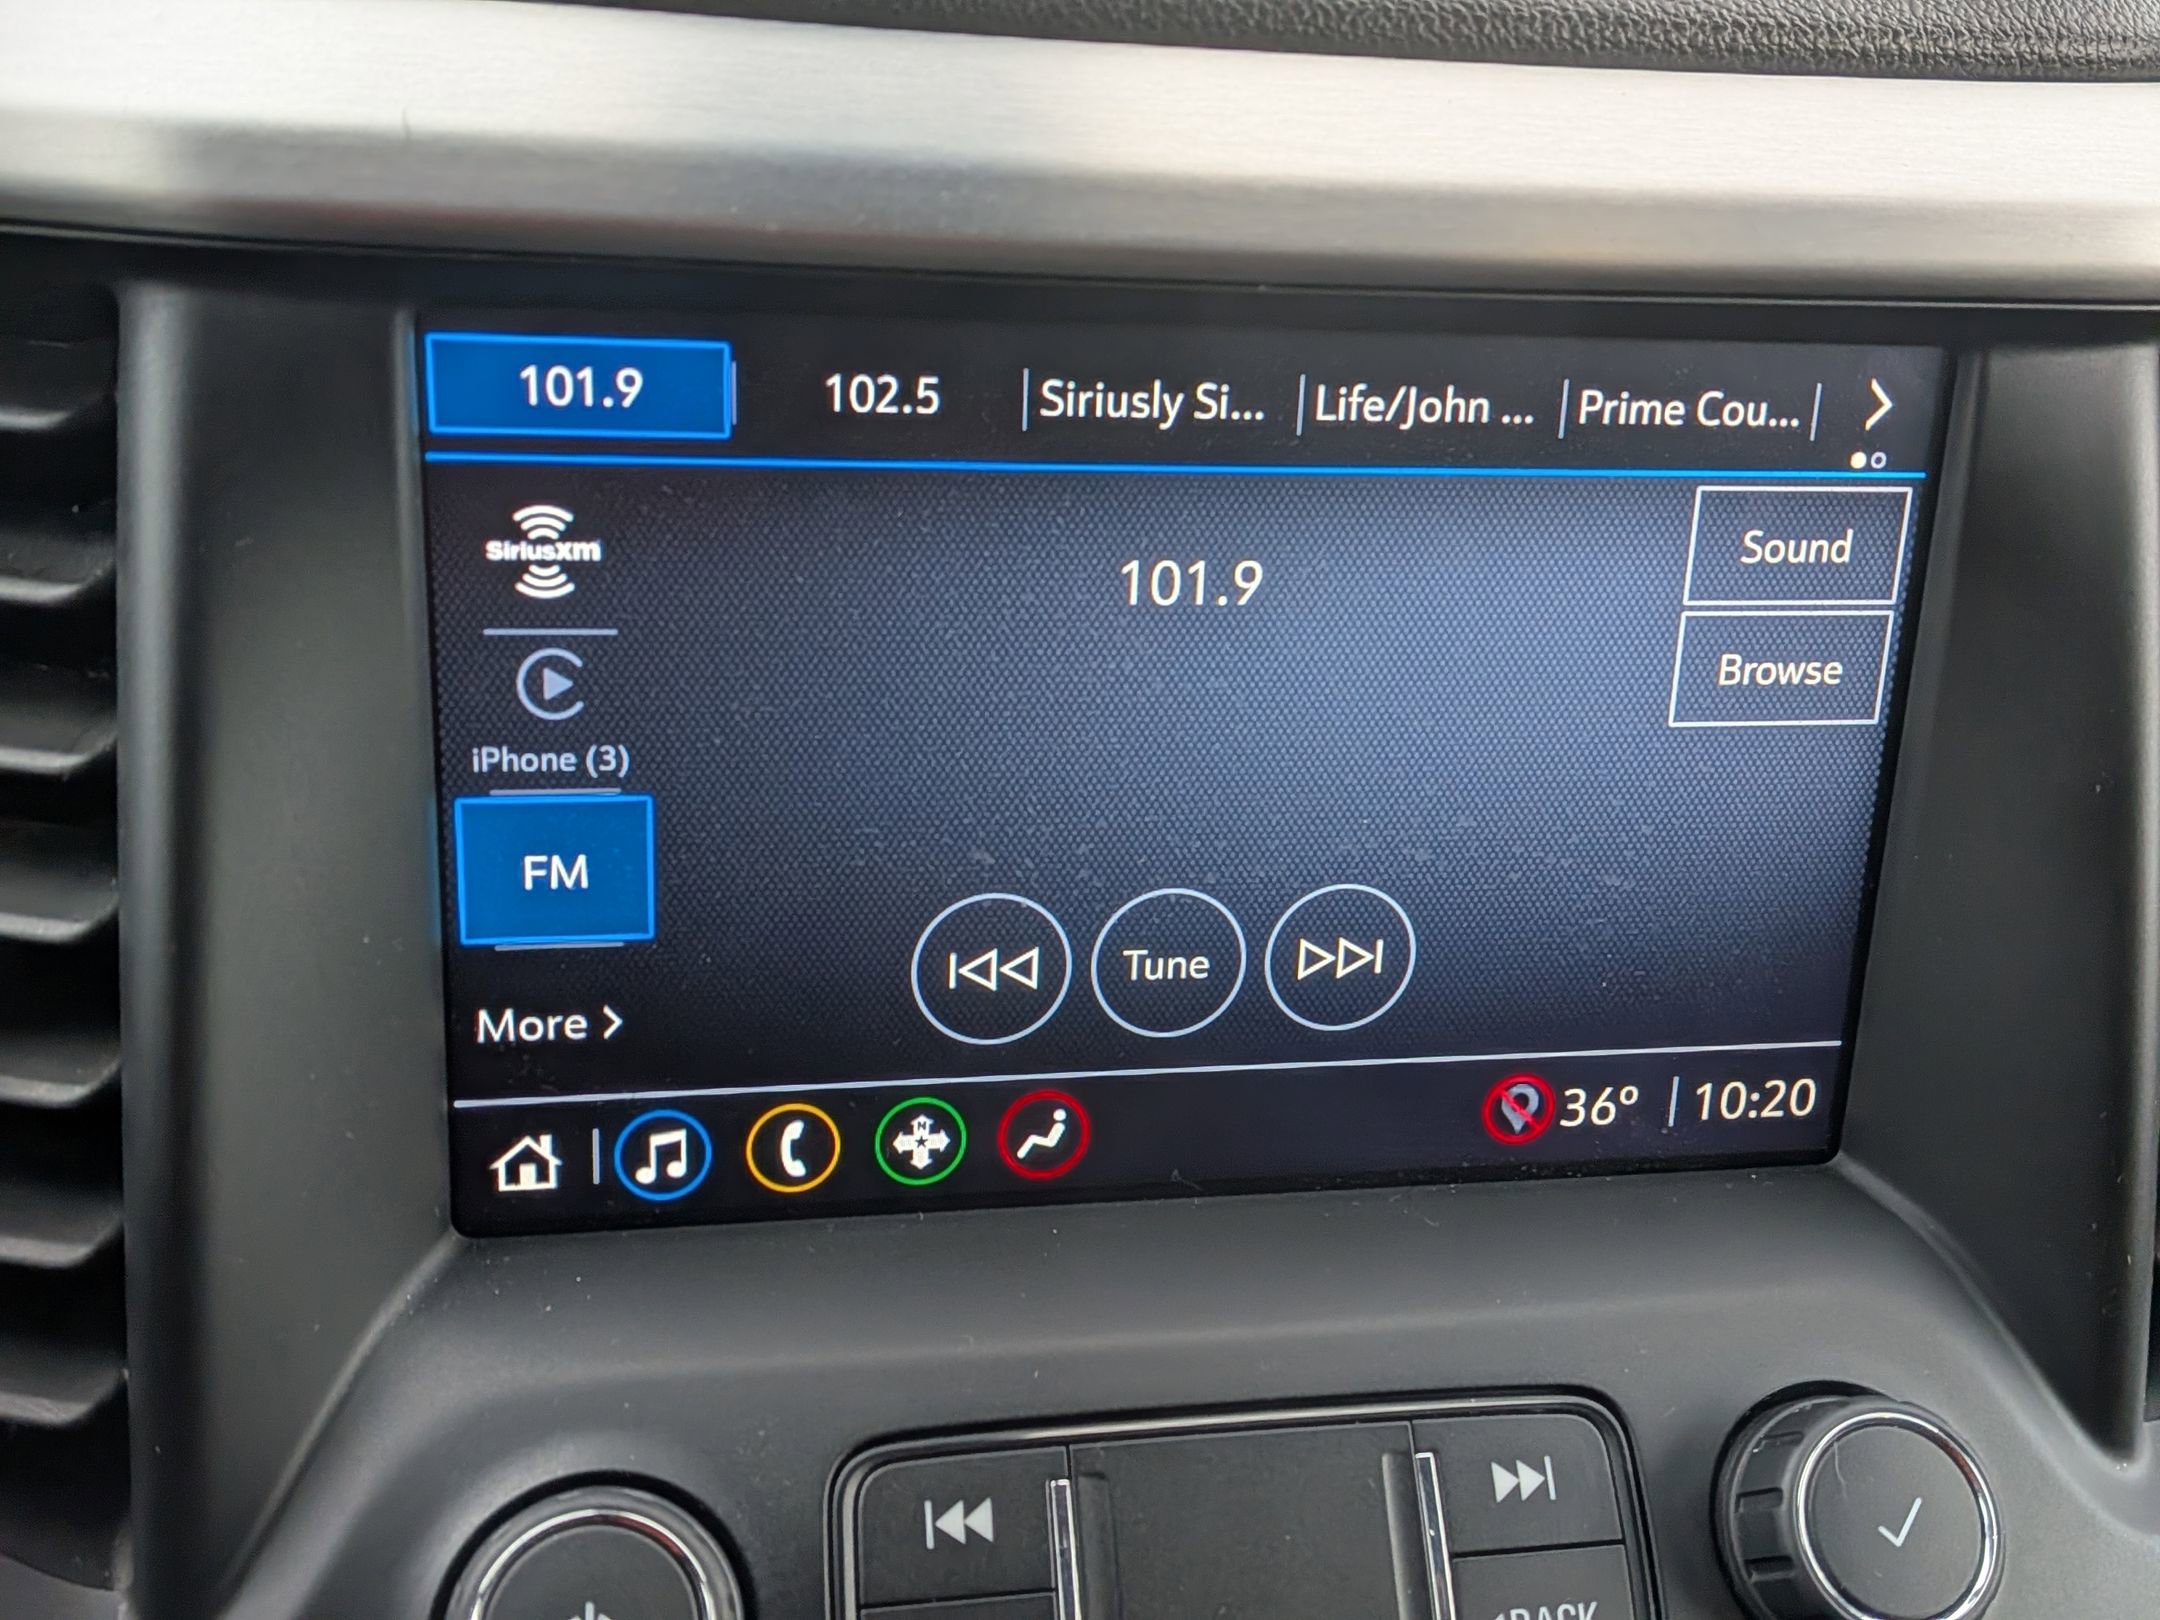 101.9
102.5
Siriusly Si...
Life/John ...
Prime Cou...
SiriusXM
101.9
Sound
Browse
iPhone (3)
FM
Tune
More
36°
10:20
BACK